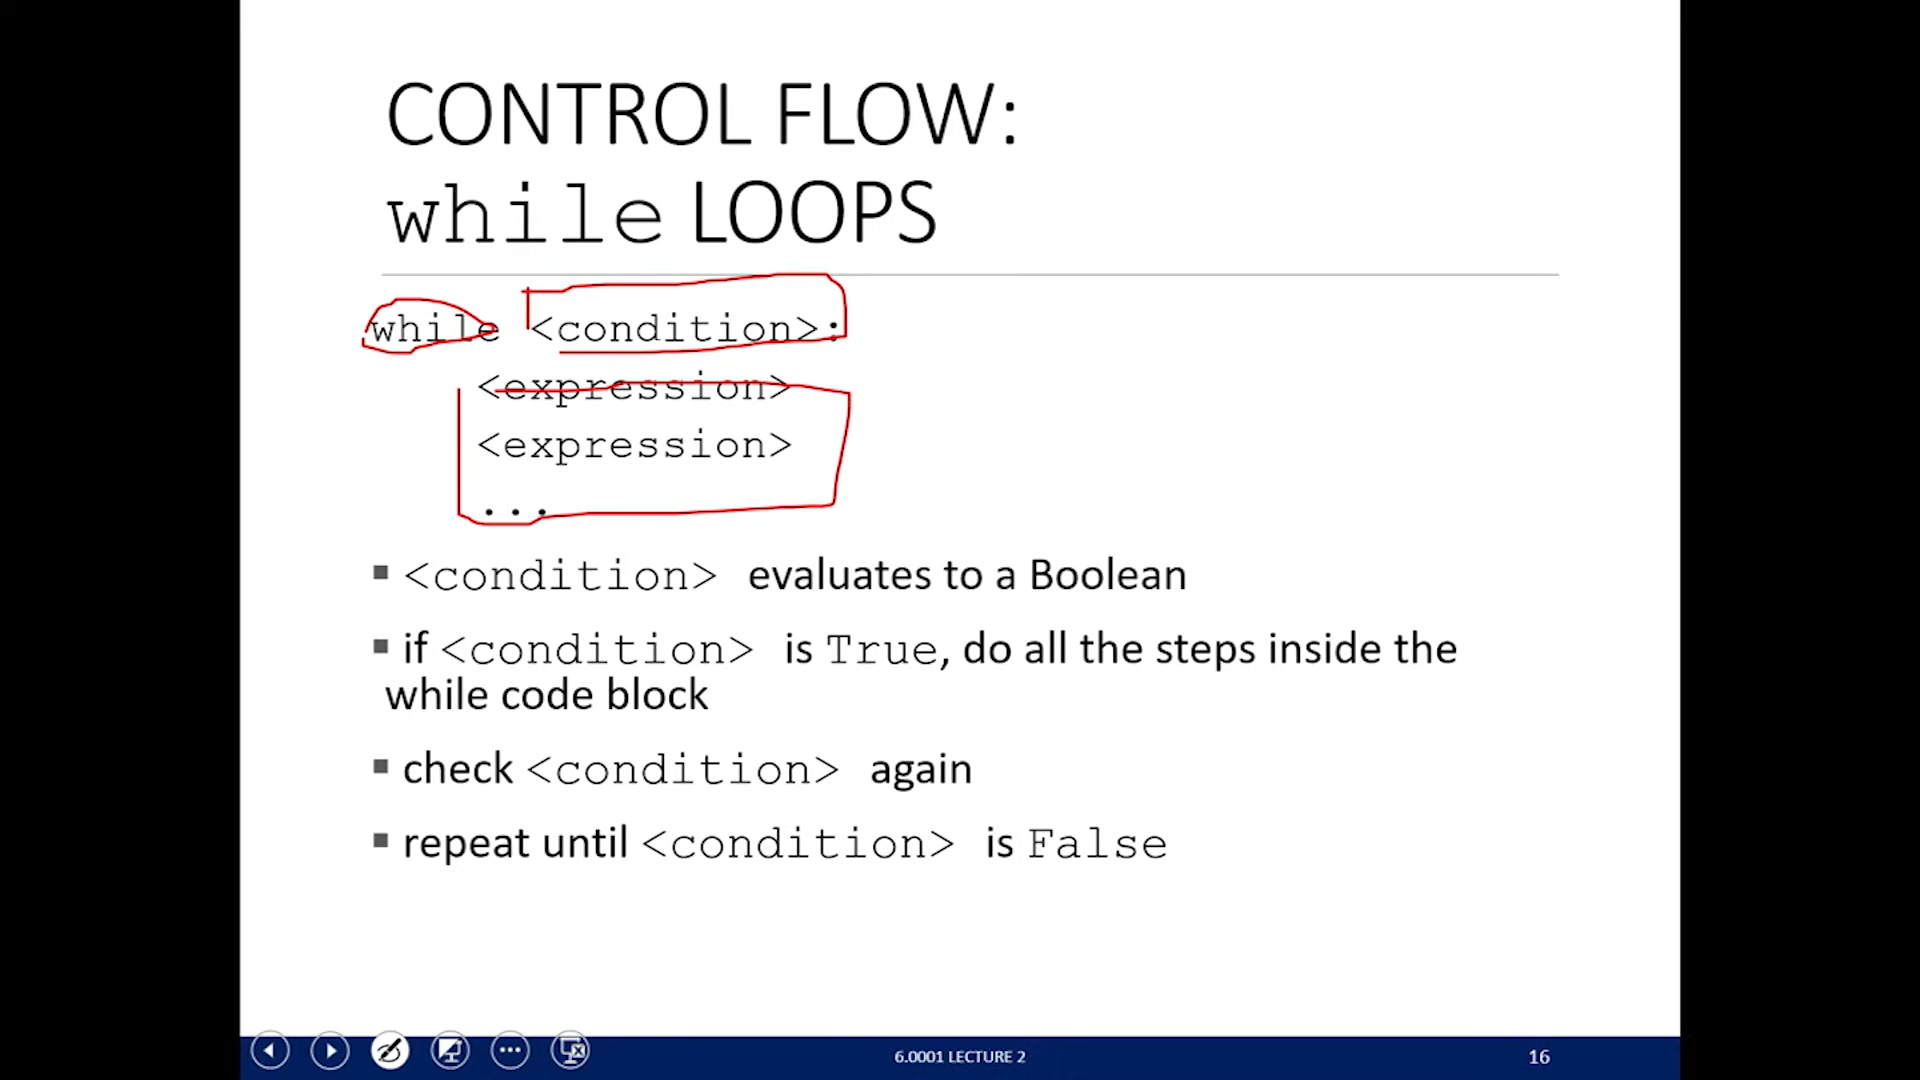 CONTROL FLOW:
while LOOPS
while <condition>:
<expression>
<expression>
...
▪ <condition> evaluates to a Boolean
▪ if <condition> is True, do all the steps inside the
while code block
▪ check <condition> again
▪ repeat until <condition> is False
6.0001 LECTURE 2
16